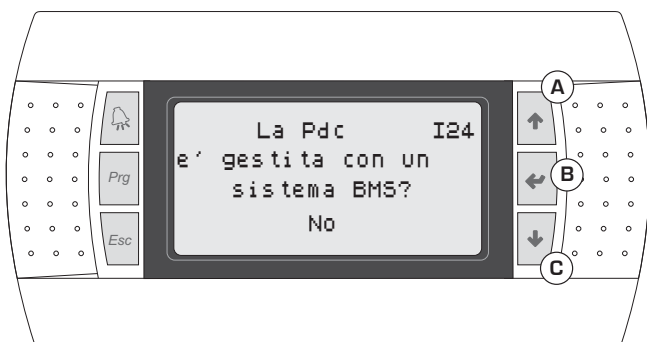 A
La Pdc I24
e' gestita con un
Prg
B
sistema BMS?
No
Esc
C